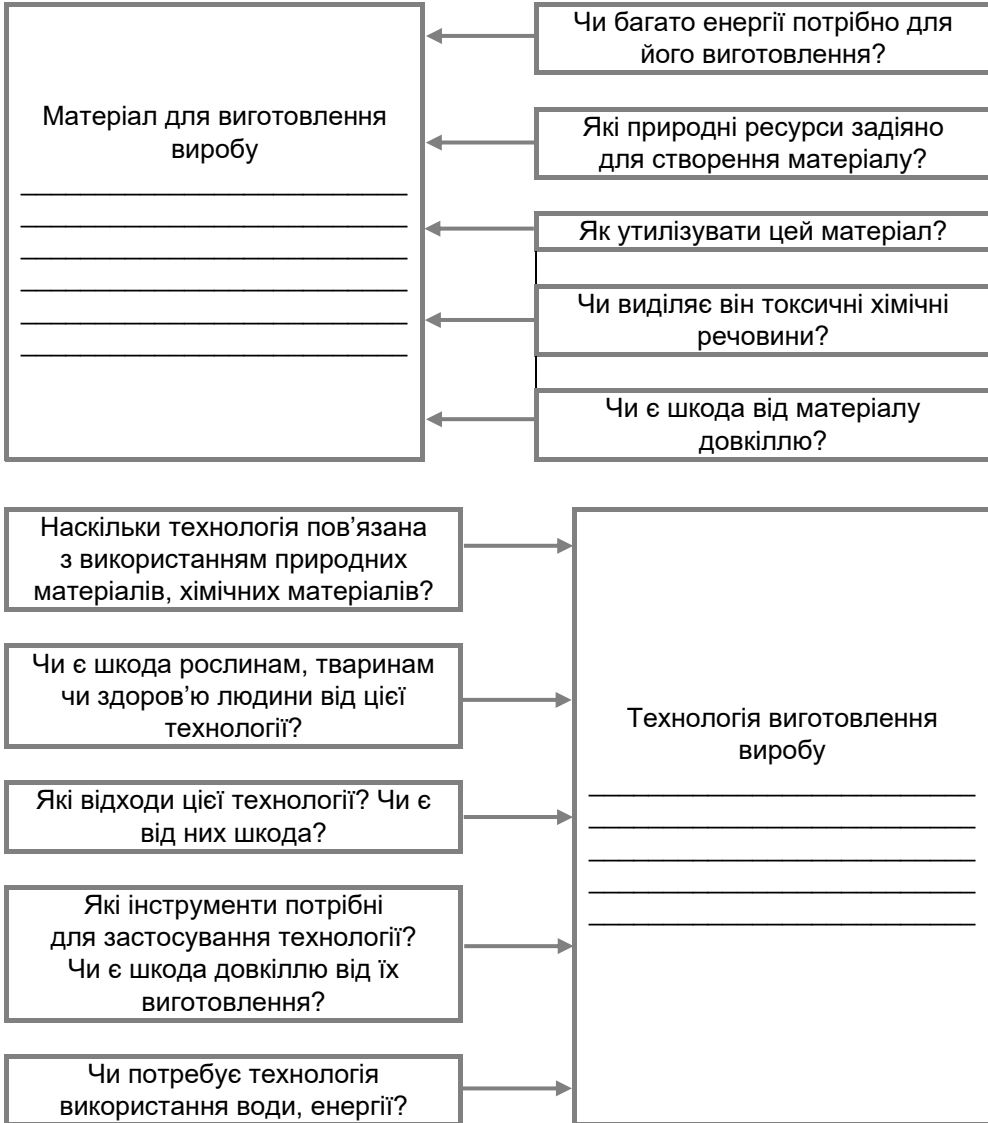 Матеріал для виготовлення
виробу
Чи багато енергії потрібно для
його виготовлення?
Які природні ресурси задіяно
для створення матеріалу?
Як утилізувати цей матеріал?
Чи виділяє він токсичні хімічні
речовини?
Чи є шкода від матеріалу
довкіллю?
Наскільки технологія пов’язана
з використанням природних
матеріалів, хімічних матеріалів?
Чи є шкода рослинам, тваринам
чи здоров’ю людини від цієї
технології?
Які відходи цієї технології? Чи є
від них шкода?
Які інструменти потрібні
для застосування технології?
Чи є шкода довкіллю від їх
виготовлення?
Чи потребує технологія
використання води, енергії?
Технологія виготовлення
виробу